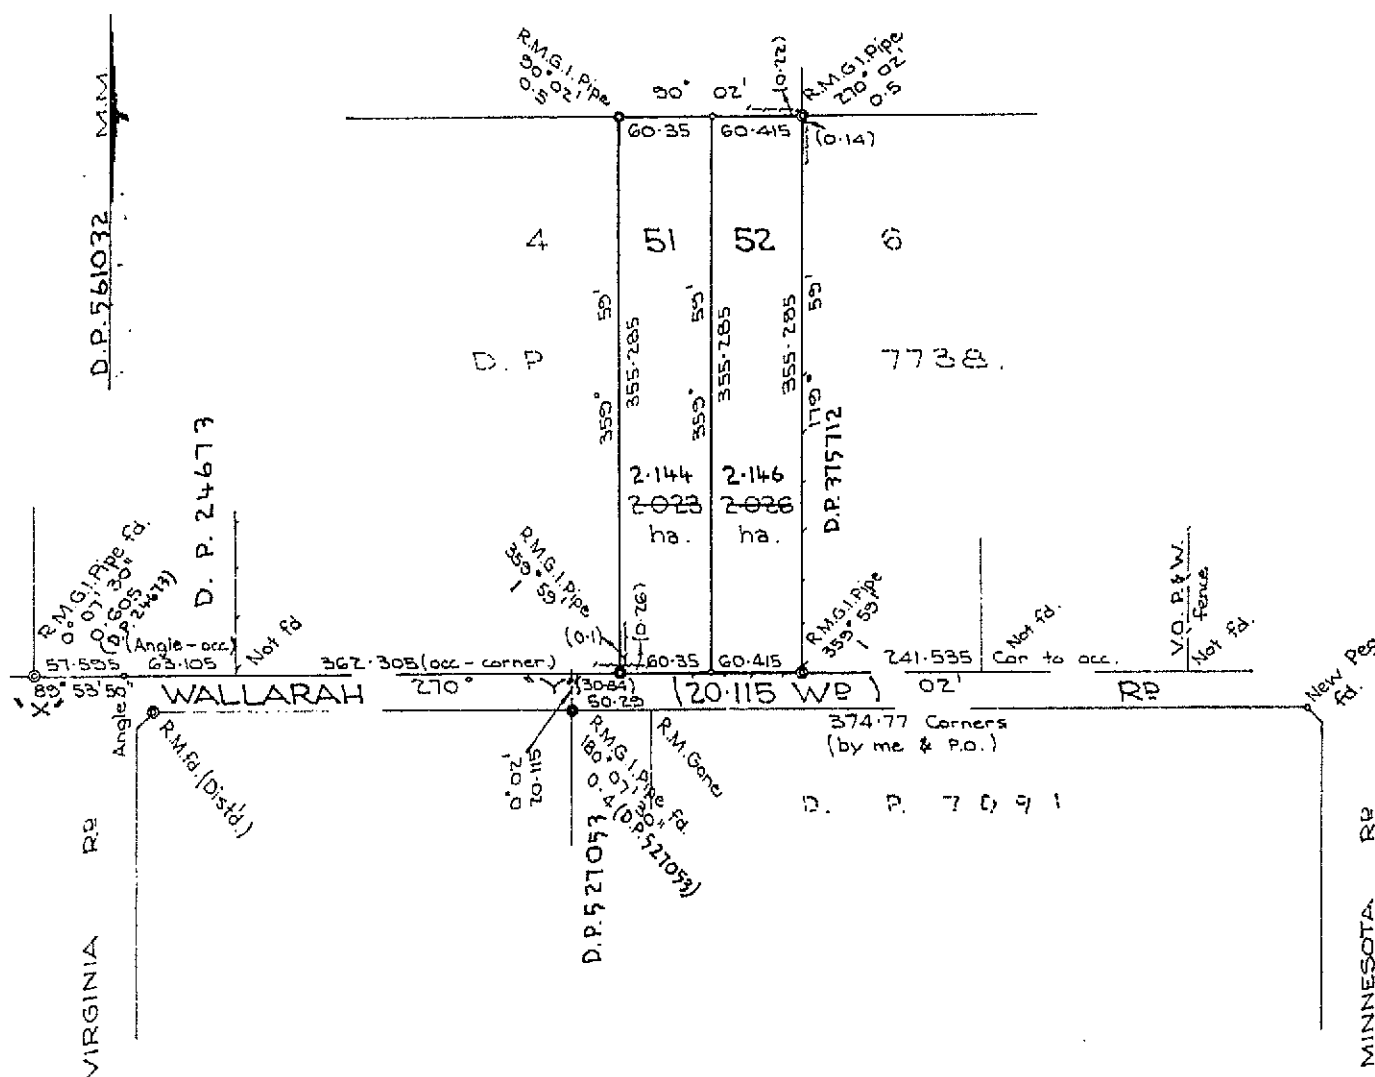 M.M.
D.P.561032
R.M.G.I.Pipe
90°02'
0.5
90° 02'
(0.22)
R.M.G.I.Pipe
270° 02'
0.5
60.35
60.415
(0.14)
4
51
52
6
359° 59'
355.285
359° 59'
355.285
355.285
179° 59'
D. P
7738.
D.P.775712
D. P. 24673
2.144
2.023
ha.
2.146
2.026
ha.
R.M.G.I.Pipe fd.
0° 07' 30"
0.605
(D.P.24673)
R.M.G.I.Pipe
359° 59'
1
(0.1)
(0.26)
R.M.G.I.Pipe
359° 59'
1
Not fd.
V.O. P.& W.
fence
Not fd.
57.595
(Angle-occ)
63.105
Not fd
362.305 (occ-corner.)
60.35
60.415
241.535 Cor to occ.
"X"
89° 53' 50"
WALLARAH
270°
"Y"
(30.84)
50.29
(20.115 WD)
02'
RD
New Peg
fd.
Angle
R.M.fd.(Dist'd.)
0° 02'
20.115
R.M.G.I.Pipe fd.
180° 07' 30"
0.4 (D.P.527053)
R.M.Gone
374.77 Corners
(by me & P.O.)
D.P.527053
D. P. 7091
VIRGINIA RD
MINNESOTA RD